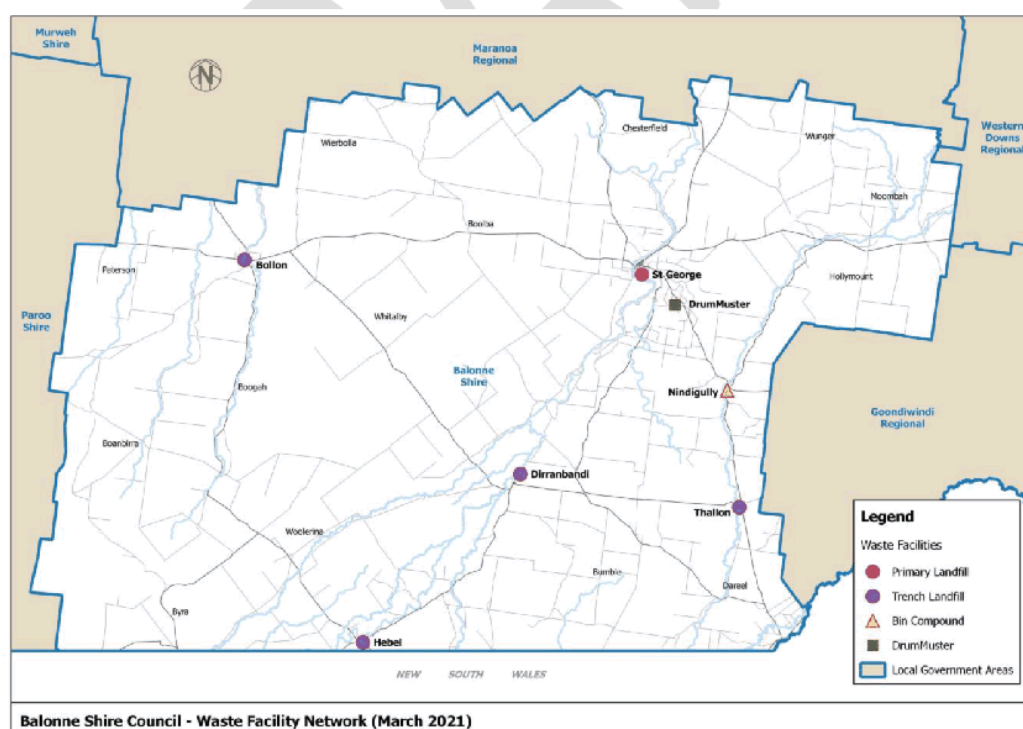 Murweh
Shire
Maranoa
Regional
N
Western
Downs
Regional
Chesterfield
Wunger
Wierbolla
Moombah
Boolba
Peterson
Bollon
St George
Hollymount
DrumMuster
Paroo
Shire
Whitalby
Balonne
Shire
Boogah
Nindigully
Goondiwindi
Regional
Boanbirra
Dirranbandi
Thallon
Woolerina
Bumble
Dareel
Byra
Hebel
NEW SOUTH WALES
Legend
Waste Facilities
Primary Landfill
Trench Landfill
Bin Compound
DrumMuster
Local Government Areas
Balonne Shire Council - Waste Facility Network (March 2021)